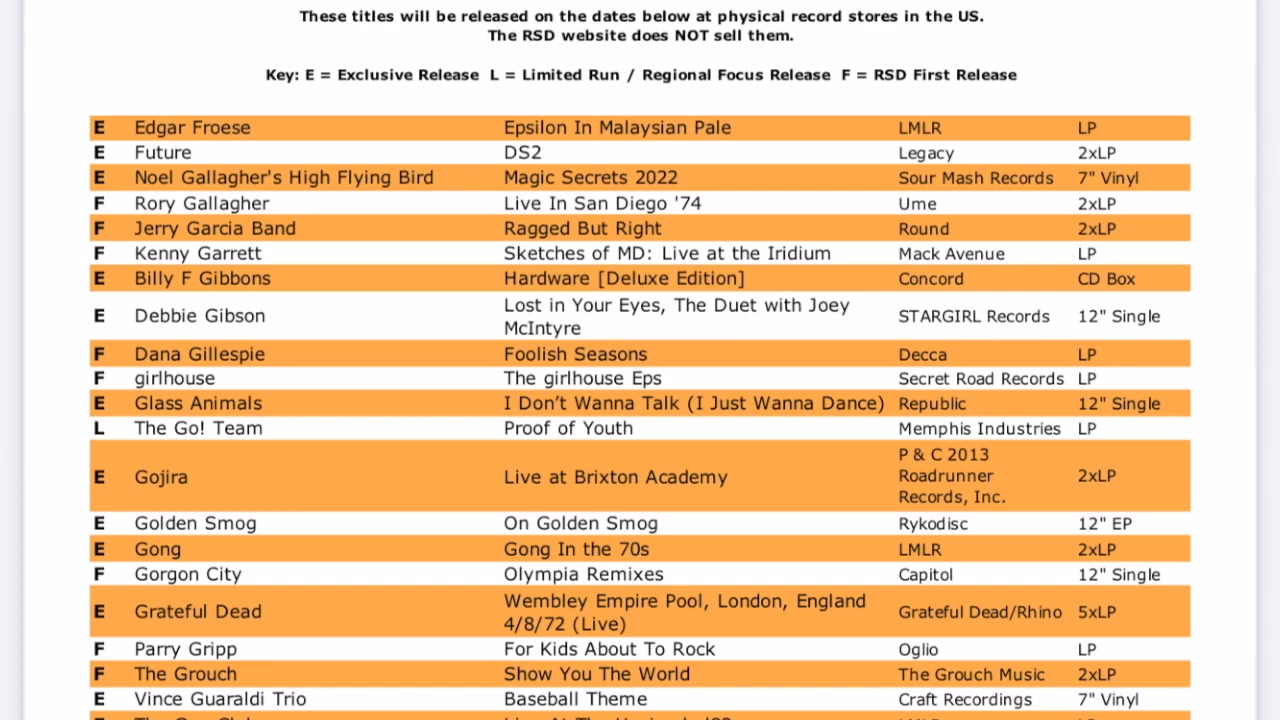 These titles will be released on the dates below at physical record stores in the US.
The RSD website does NOT sell them.
Key: E = Exclusive Release L = Limited Run / Regional Focus Release F = RSD First Release
E Edgar Froese Epsilon In Malaysian Pale LMLR LP
E Future DS2 Legacy 2xLP
E Noel Gallagher's High Flying Bird Magic Secrets 2022 Sour Mash Records 7" Vinyl
F Rory Gallagher Live In San Diego '74 Ume 2xLP
F Jerry Garcia Band Ragged But Right Round 2xLP
F Kenny Garrett Sketches of MD: Live at the Iridium Mack Avenue LP
E Billy F Gibbons Hardware [Deluxe Edition] Concord CD Box
E Debbie Gibson Lost in Your Eyes, The Duet with Joey
McIntyre STARGIRL Records 12" Single
F Dana Gillespie Foolish Seasons Decca LP
F girlhouse The girlhouse Eps Secret Road Records LP
E Glass Animals I Don’t Wanna Talk (I Just Wanna Dance) Republic 12" Single
L The Go! Team Proof of Youth Memphis Industries LP
E Gojira Live at Brixton Academy P & C 2013
Roadrunner
Records, Inc. 2xLP
E Golden Smog On Golden Smog Rykodisc 12" EP
E Gong Gong In the 70s LMLR 2xLP
F Gorgon City Olympia Remixes Capitol 12" Single
E Grateful Dead Wembley Empire Pool, London, England
4/8/72 (Live) Grateful Dead/Rhino 5xLP
F Parry Gripp For Kids About To Rock Oglio LP
F The Grouch Show You The World The Grouch Music 2xLP
E Vince Guaraldi Trio Baseball Theme Craft Recordings 7" Vinyl